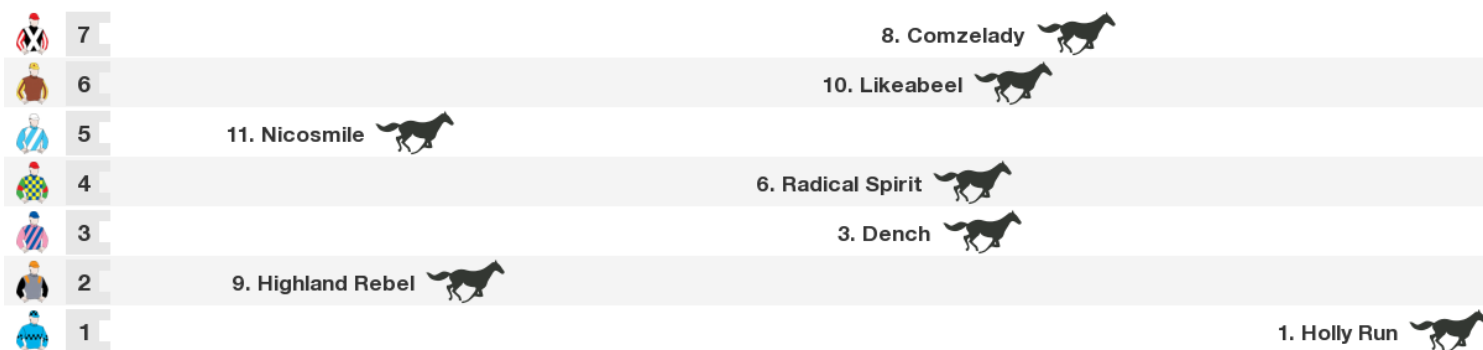 7 8. Comzelady
6 10. Likeabeel
5 11. Nicosmile
4 6. Radical Spirit
3 3. Dench
2 9. Highland Rebel
1 1. Holly Run